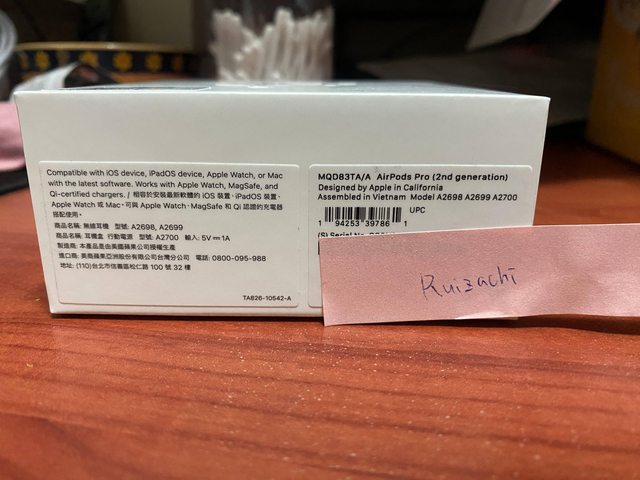 Compatible with iOS device, iPadOS device, Apple Watch, or Mac
with the latest software. Works with Apple Watch, MagSafe, and
Qi-certified chargers. / 相容於安裝最新軟體的 iOS 裝置、iPadOS 裝置、
Apple Watch 或 Mac。可與 Apple Watch、MagSafe 和 Qi 認證的充電器
搭配使用。
商品名稱: 無線耳機 型號: A2698, A2699
商品名稱: 耳機盒 行動電源 型號: A2700 輸入: 5V⎓1A
製造商: 本產品是由美國蘋果公司授權生產
進口商: 美商蘋果亞洲股份有限公司台灣分公司 電話: 0800-095-988
地址: (110)台北市信義區松仁路 100 號 32 樓
TA626-10542-A
MQD83TA/A AirPods Pro (2nd generation)
Designed by Apple in California
Assembled in Vietnam Model A2698 A2699 A2700
UPC
1 94253 39786 1
(S) Serial No.
Ruizachi